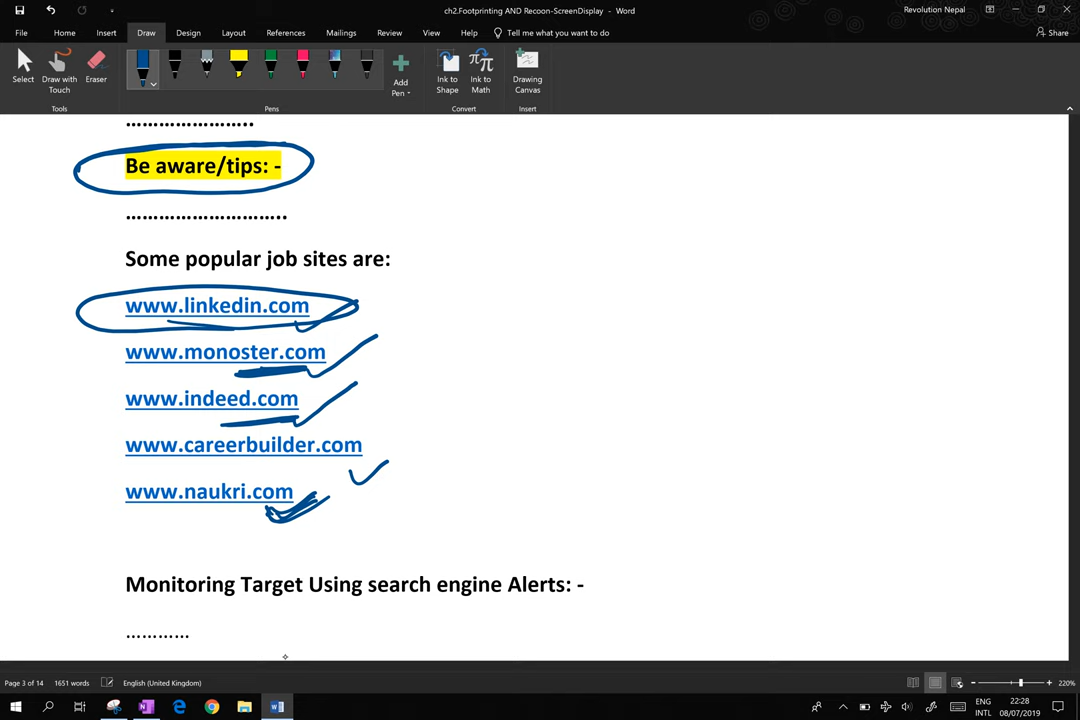 ch2.Footprinting AND Recoon-ScreenDisplay - Word
Revolution Nepal
File Home Insert Draw Design Layout References Mailings Review View Help Tell me what you want to do
Share
Select
Draw with Touch
Eraser
Add Pen
Ink to Shape
Ink to Math
Drawing Canvas
Tools
Pens
Convert
Insert
…………………..
Be aware/tips: -
………………………..
Some popular job sites are:
www.linkedin.com
www.monoster.com
www.indeed.com
www.careerbuilder.com
www.naukri.com
Monitoring Target Using search engine Alerts: -
…………
Page 3 of 14 1651 words English (United Kingdom)
220%
ENG
INTL
22:28
08/07/2019